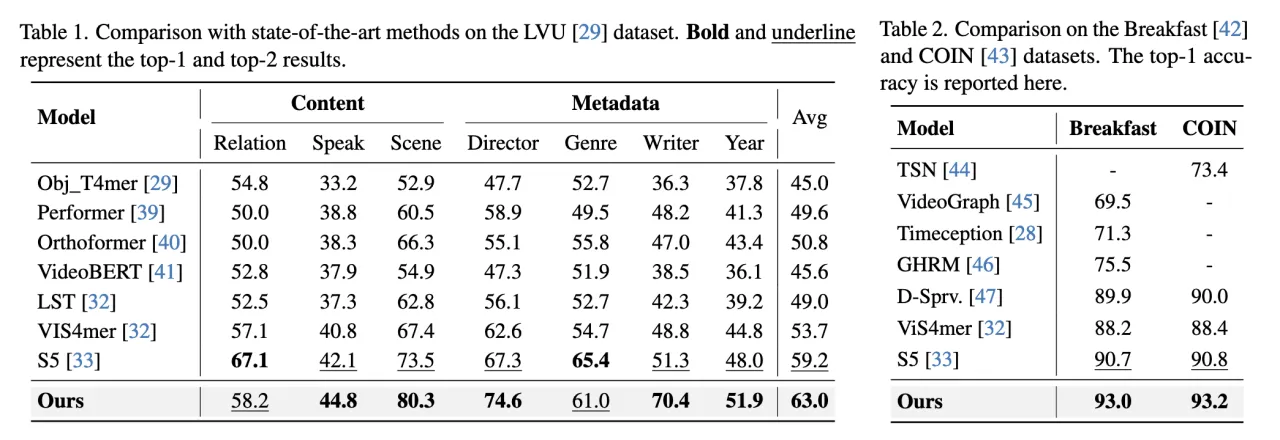 Table 1. Comparison with state-of-the-art methods on the LVU [29] dataset. Bold and underline
represent the top-1 and top-2 results.
Model Content Metadata Avg
Relation Speak Scene Director Genre Writer Year
Obj_T4mer [29] 54.8 33.2 52.9 47.7 52.7 36.3 37.8 45.0
Performer [39] 50.0 38.8 60.5 58.9 49.5 48.2 41.3 49.6
Orthoformer [40] 50.0 38.3 66.3 55.1 55.8 47.0 43.4 50.8
VideoBERT [41] 52.8 37.9 54.9 47.3 51.9 38.5 36.1 45.6
LST [32] 52.5 37.3 62.8 56.1 52.7 42.3 39.2 49.0
VIS4mer [32] 57.1 40.8 67.4 62.6 54.7 48.8 44.8 53.7
S5 [33] 67.1 42.1 73.5 67.3 65.4 51.3 48.0 59.2
Ours 58.2 44.8 80.3 74.6 61.0 70.4 51.9 63.0
Table 2. Comparison on the Breakfast [42]
and COIN [43] datasets. The top-1 accu-
racy is reported here.
Model Breakfast COIN
TSN [44] - 73.4
VideoGraph [45] 69.5 -
Timeception [28] 71.3 -
GHRM [46] 75.5 -
D-Sprv. [47] 89.9 90.0
ViS4mer [32] 88.2 88.4
S5 [33] 90.7 90.8
Ours 93.0 93.2